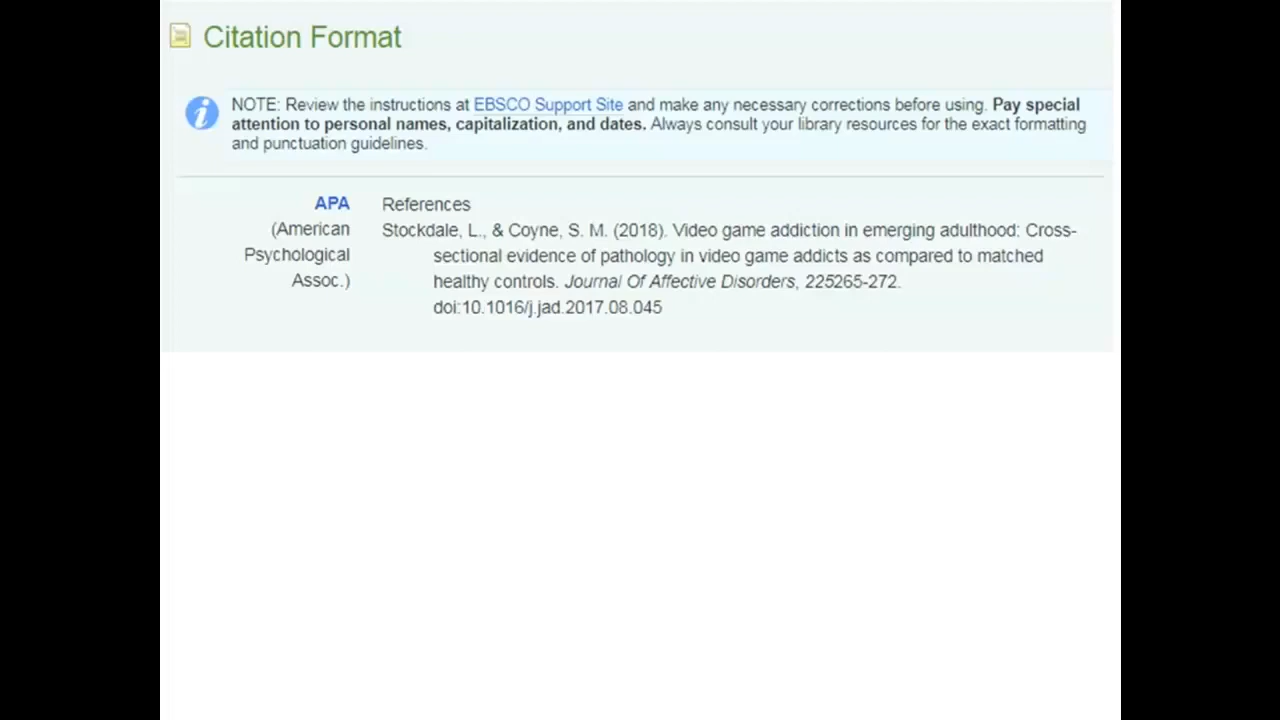 Citation Format
NOTE: Review the instructions at EBSCO Support Site and make any necessary corrections before using. Pay special
attention to personal names, capitalization, and dates. Always consult your library resources for the exact formatting
and punctuation guidelines.
APA
(American
Psychological
Assoc.)
References
Stockdale, L., & Coyne, S. M. (2018). Video game addiction in emerging adulthood: Cross-
sectional evidence of pathology in video game addicts as compared to matched
healthy controls. Journal Of Affective Disorders, 225265-272.
doi:10.1016/j.jad.2017.08.045